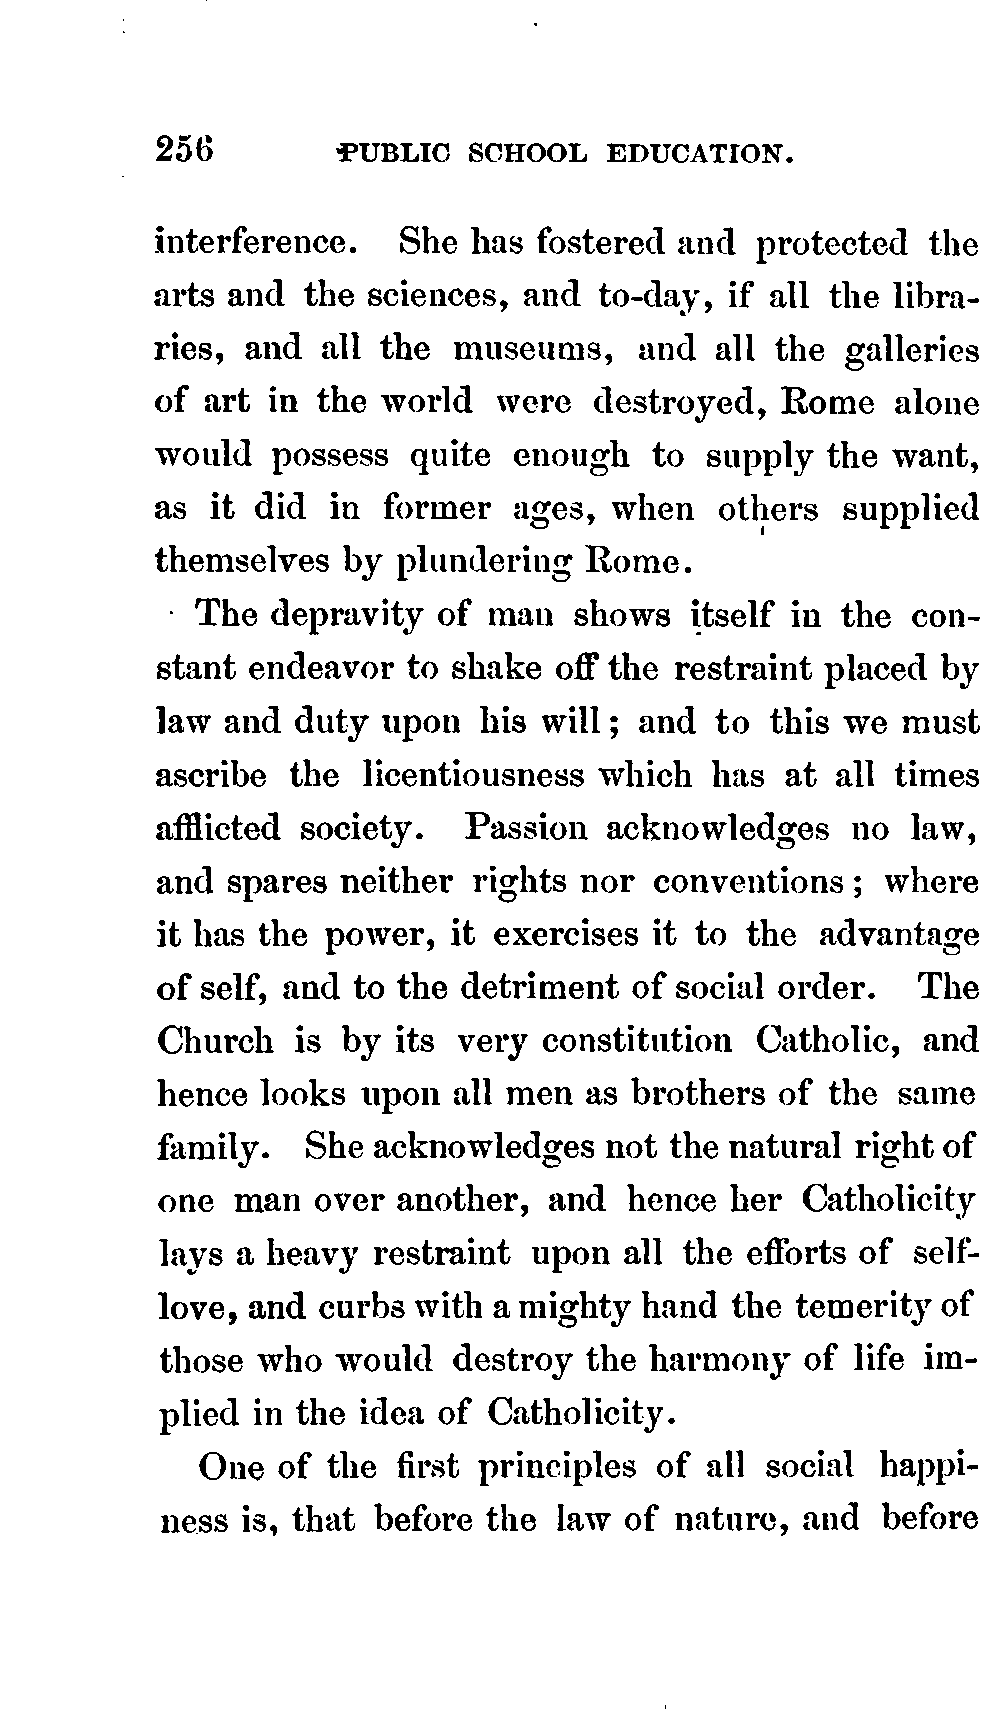 256 PUBLIC SCHOOL EDUCATION.
interference. She has fostered and protected the
arts and the sciences, and to-day, if all the libra-
ries, and all the museums, and all the galleries
of art in the world were destroyed, Rome alone
would possess quite enough to supply the want,
as it did in former ages, when others supplied
themselves by plundering Rome.
The depravity of man shows itself in the con-
stant endeavor to shake off the restraint placed by
law and duty upon his will; and to this we must
ascribe the licentiousness which has at all times
afflicted society. Passion acknowledges no law,
and spares neither rights nor conventions; where
it has the power, it exercises it to the advantage
of self, and to the detriment of social order. The
Church is by its very constitution Catholic, and
hence looks upon all men as brothers of the same
family. She acknowledges not the natural right of
one man over another, and hence her Catholicity
lays a heavy restraint upon all the efforts of self-
love, and curbs with a mighty hand the temerity of
those who would destroy the harmony of life im-
plied in the idea of Catholicity.
One of the first principles of all social happi-
ness is, that before the law of nature, and before